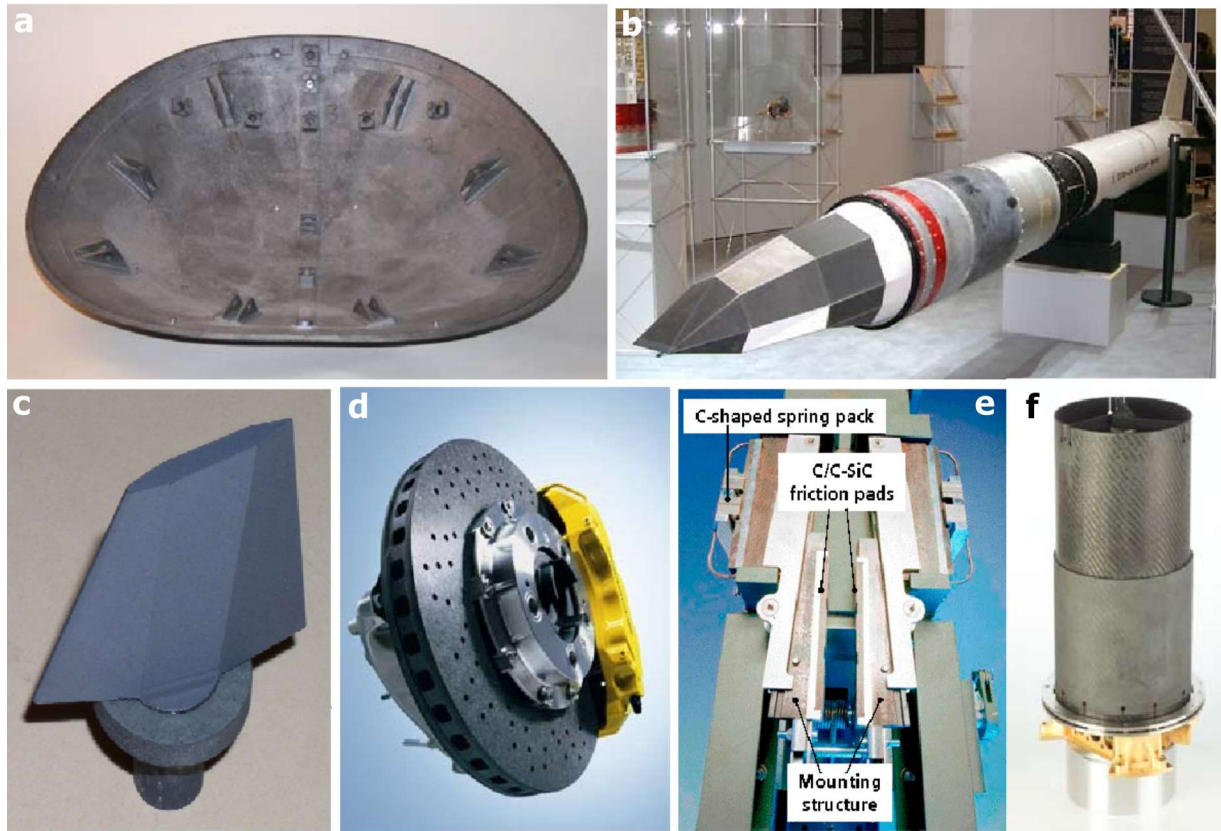 a
b
c
d
e
f
C-shaped spring pack
C/C-SiC
friction pads
Mounting
structure